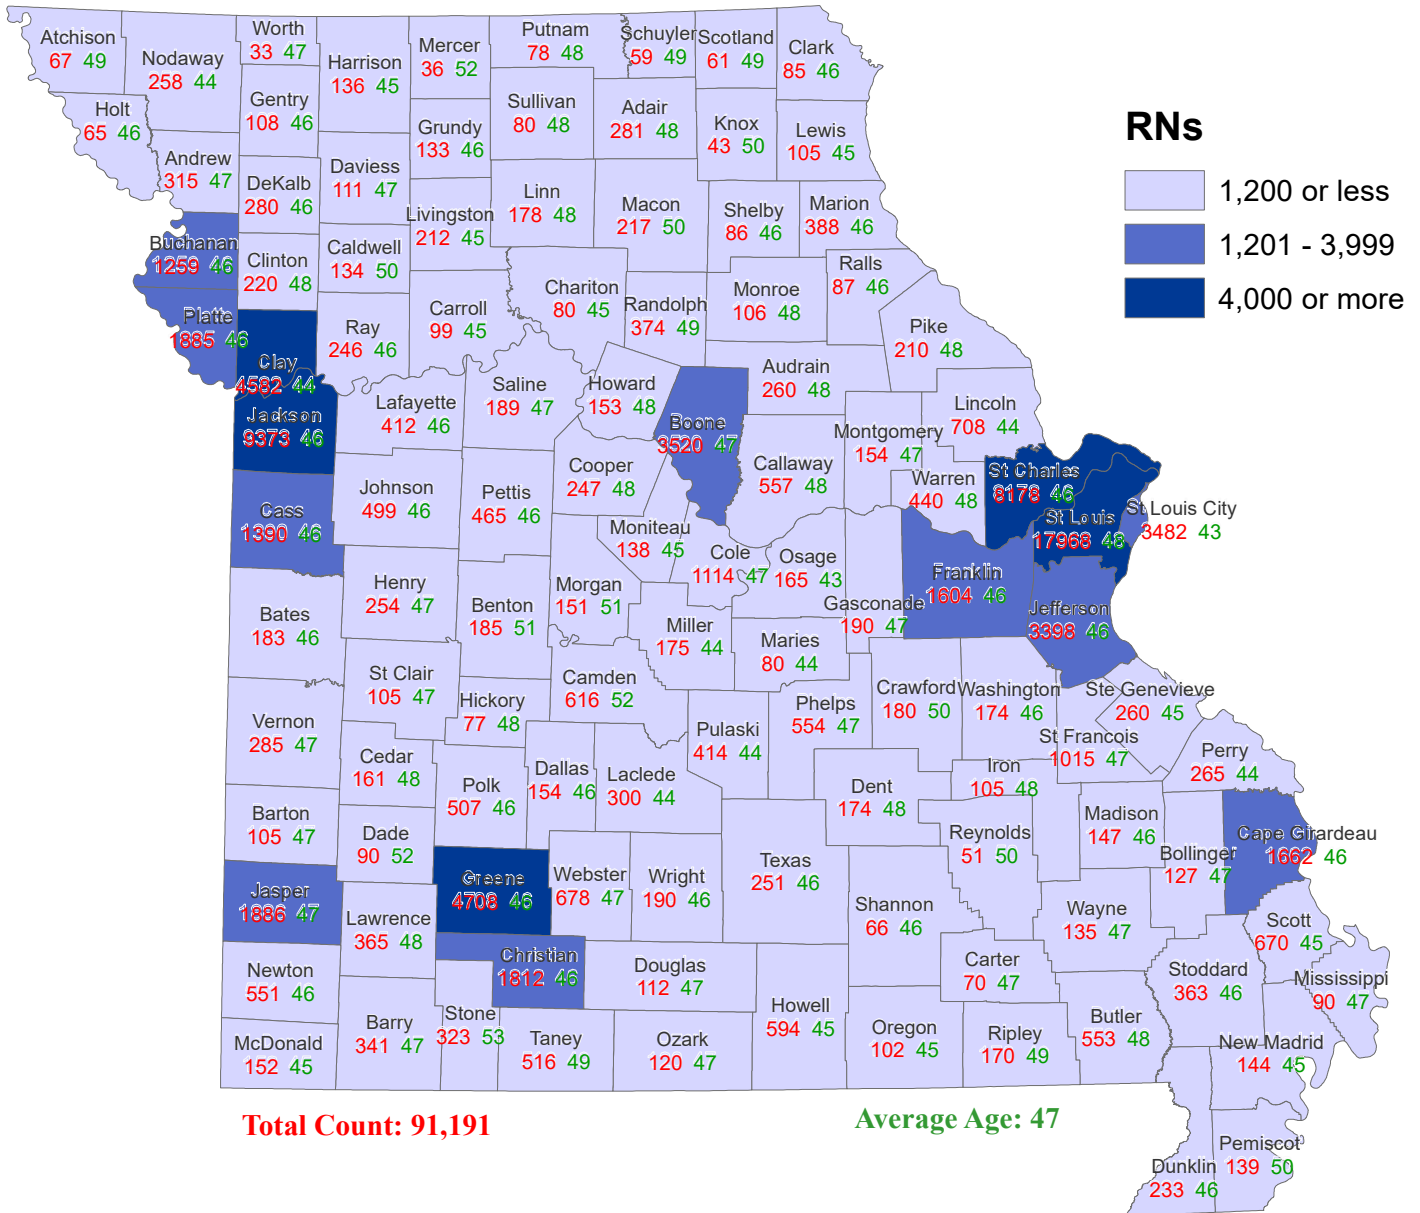 Atchison
67 49
Nodaway
258 44
Worth
33 47
Harrison
136 45
Mercer
36 52
Putnam
78 48
Schuyler
59 49
Scotland
61 49
Clark
85 46
Holt
65 46
Gentry
108 46
Sullivan
80 48
Adair
281 48
Knox
43 50
Lewis
105 45
Grundy
133 46
Andrew
315 47
DeKalb
280 46
Daviess
111 47
Livingston
212 45
Linn
178 48
Macon
217 50
Shelby
86 46
Marion
388 46
RNs
1,200 or less
1,201 - 3,999
4,000 or more
Buchanan
1259 46
Clinton
220 48
Caldwell
134 50
Chariton
80 45
Randolph
374 49
Monroe
106 48
Ralls
87 46
Platte
1885 46
Clay
4582 44
Ray
246 46
Carroll
99 45
Pike
210 48
Jackson
9373 46
Lafayette
412 46
Saline
189 47
Howard
153 48
Boone
3520 47
Audrain
260 48
Montgomery
154 47
Lincoln
708 44
Callaway
557 48
Warren
440 48
St Charles
8178 46
St Louis
17968 48
St Louis City
3482 43
Cass
1390 46
Johnson
499 46
Pettis
465 46
Cooper
247 48
Moniteau
138 45
Cole
1114 47
Osage
165 43
Gasconade
190 47
Franklin
1604 46
Jefferson
3398 46
Bates
183 46
Henry
254 47
Benton
185 51
Morgan
151 51
Miller
175 44
Maries
80 44
St Clair
105 47
Hickory
77 48
Camden
616 52
Pulaski
414 44
Phelps
554 47
Crawford
180 50
Washington
174 46
Ste Genevieve
260 45
St Francois
1015 47
Perry
265 44
Vernon
285 47
Cedar
161 48
Polk
507 46
Dallas
154 46
Laclede
300 44
Dent
174 48
Iron
105 48
Madison
147 46
Bollinger
127 47
Cape Girardeau
1662 46
Barton
105 47
Dade
90 52
Greene
4708 46
Webster
678 47
Wright
190 46
Texas
251 46
Reynolds
51 50
Shannon
66 46
Wayne
135 47
Scott
670 45
Jasper
1886 47
Lawrence
365 48
Christian
1812 46
Douglas
112 47
Howell
594 45
Carter
70 47
Stoddard
363 46
Mississippi
90 47
Newton
551 46
McDonald
152 45
Barry
341 47
Stone
323 53
Taney
516 49
Ozark
120 47
Oregon
102 45
Ripley
170 49
Butler
553 48
New Madrid
144 45
Total Count: 91,191
Average Age: 47
Dunklin
233 46
Pemiscot
139 50